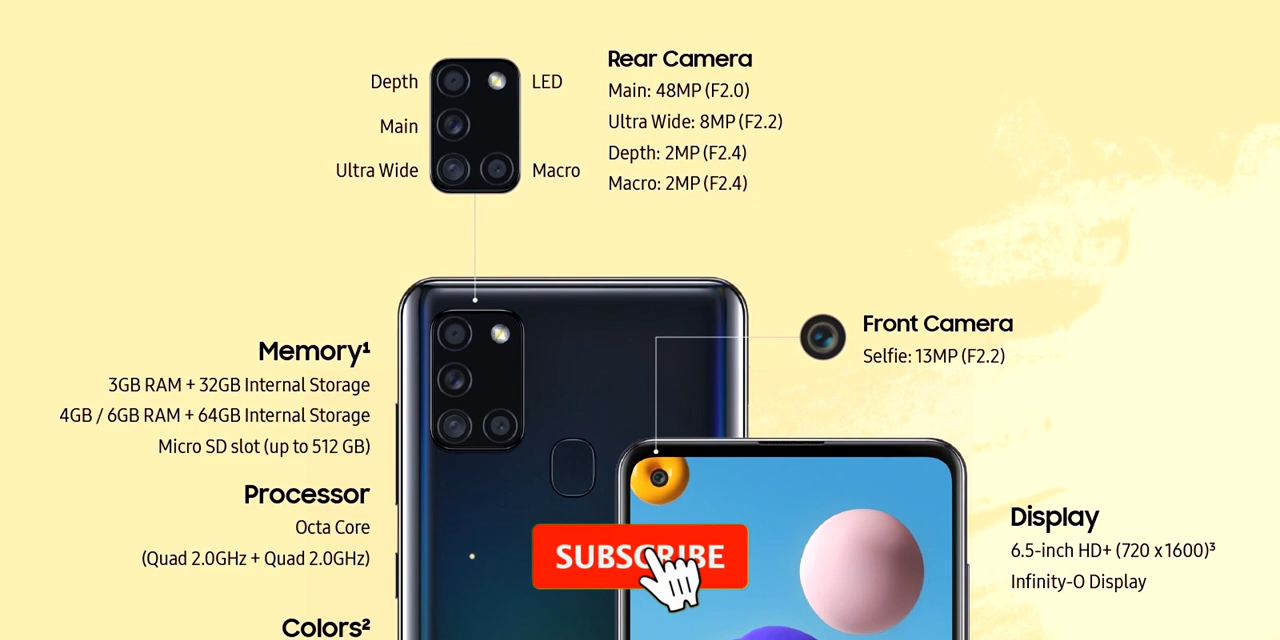 Depth
LED
Main
Ultra Wide
Macro
Rear Camera
Main: 48MP (F2.0)
Ultra Wide: 8MP (F2.2)
Depth: 2MP (F2.4)
Macro: 2MP (F2.4)
Front Camera
Selfie: 13MP (F2.2)
Memory¹
3GB RAM + 32GB Internal Storage
4GB / 6GB RAM + 64GB Internal Storage
Micro SD slot (up to 512 GB)
Processor
Octa Core
(Quad 2.0GHz + Quad 2.0GHz)
Colors²
SUBSCRIBE
Display
6.5-inch HD+ (720 x 1600)³
Infinity-O Display